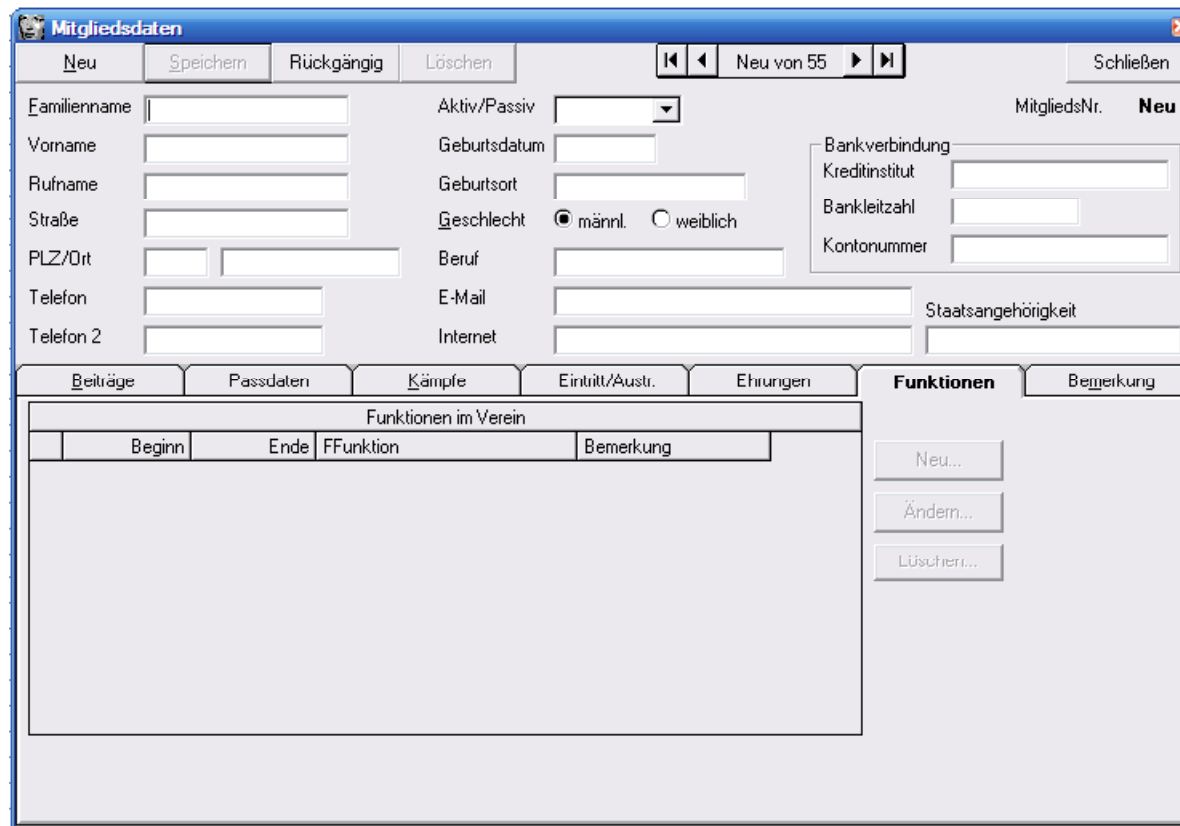 Mitgliedsdaten
Neu Speichern Rückgängig Löschen Neu von 55 Schließen
Familienname Aktiv/Passiv MitgliedsNr. Neu
Vorname Geburtsdatum Bankverbindung
Rufname Geburtsort Kreditinstitut
Straße Geschlecht männl. weiblich Bankleitzahl
PLZ/Ort Beruf Kontonummer
Telefon E-Mail Staatsangehörigkeit
Telefon 2 Internet
Beiträge Passdaten Kämpfe Eintritt/Austr. Ehrungen Funktionen Bemerkung
Funktionen im Verein
Beginn Ende FFunktion Bemerkung
Neu...
Ändern...
Löschen...